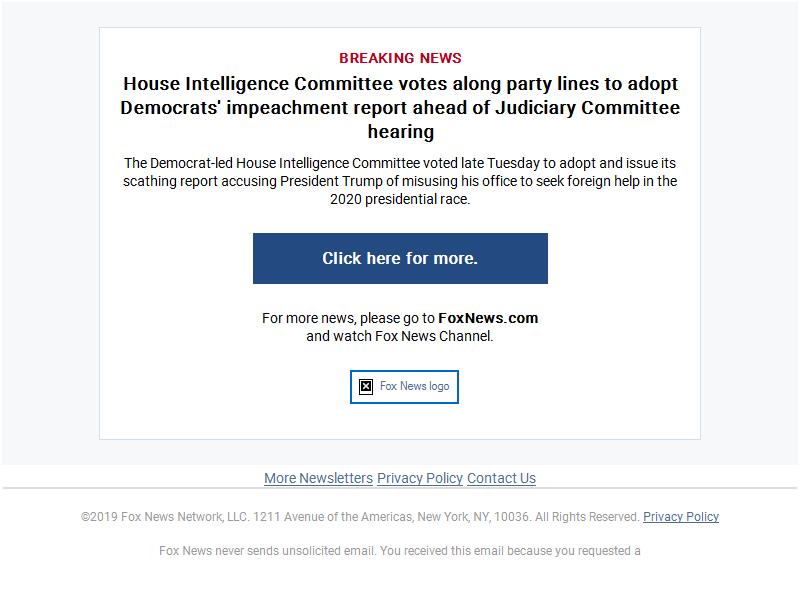 BREAKING NEWS
House Intelligence Committee votes along party lines to adopt
Democrats' impeachment report ahead of Judiciary Committee
hearing
The Democrat-led House Intelligence Committee voted late Tuesday to adopt and issue its
scathing report accusing President Trump of misusing his office to seek foreign help in the
2020 presidential race.
Click here for more.
For more news, please go to FoxNews.com
and watch Fox News Channel.
Fox News logo
More Newsletters Privacy Policy Contact Us
©2019 Fox News Network, LLC. 1211 Avenue of the Americas, New York, NY, 10036. All Rights Reserved. Privacy Policy
Fox News never sends unsolicited email. You received this email because you requested a